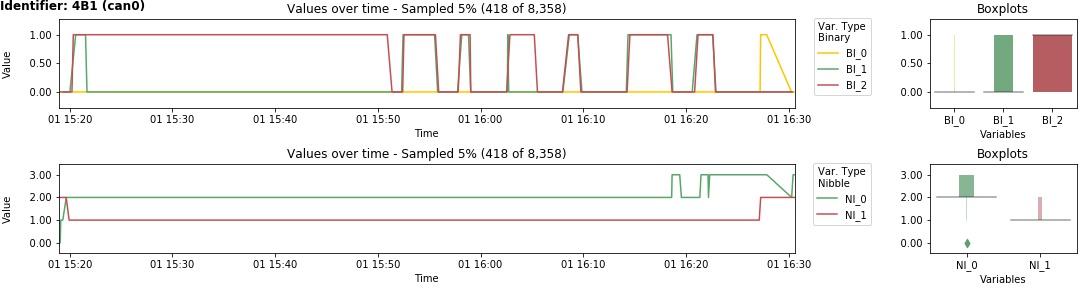 Identifier: 4B1 (can0)
Values over time - Sampled 5% (418 of 8,358)
Value
1.00
0.50
0.00
01 15:20 01 15:30 01 15:40 01 15:50 01 16:00 01 16:10 01 16:20 01 16:30
Time
Var. Type
Binary
BI_0
BI_1
BI_2
Boxplots
1.00
0.50
0.00
BI_0 BI_1 BI_2
Variables
Values over time - Sampled 5% (418 of 8,358)
Value
3.00
2.00
1.00
0.00
01 15:20 01 15:30 01 15:40 01 15:50 01 16:00 01 16:10 01 16:20 01 16:30
Time
Var. Type
Nibble
NI_0
NI_1
Boxplots
3.00
2.00
1.00
0.00
NI_0 NI_1
Variables